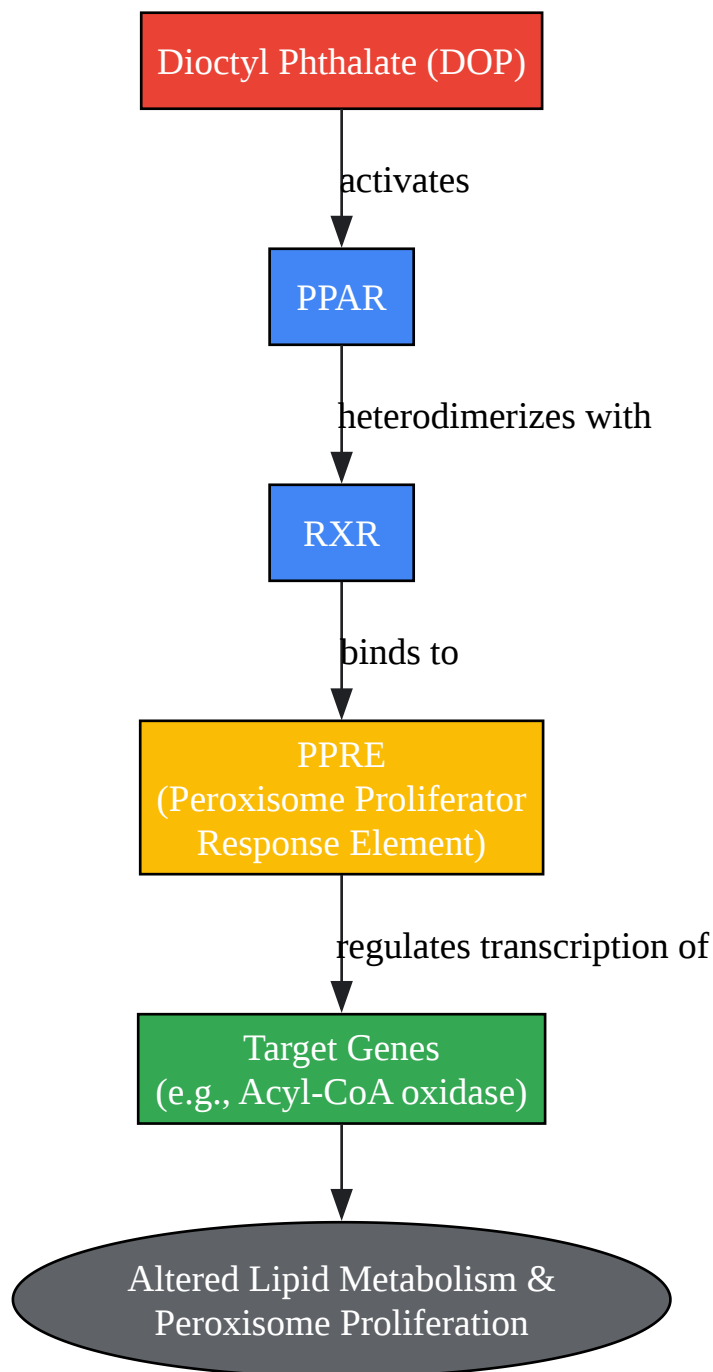 Dioctyl Phthalate (DOP)
activates
PPAR
heterodimerizes with
RXR
binds to
PPRE
(Peroxisome Proliferator
Response Element)
regulates transcription of
Target Genes
(e.g., Acyl-CoA oxidase)
Altered Lipid Metabolism &
Peroxisome Proliferation